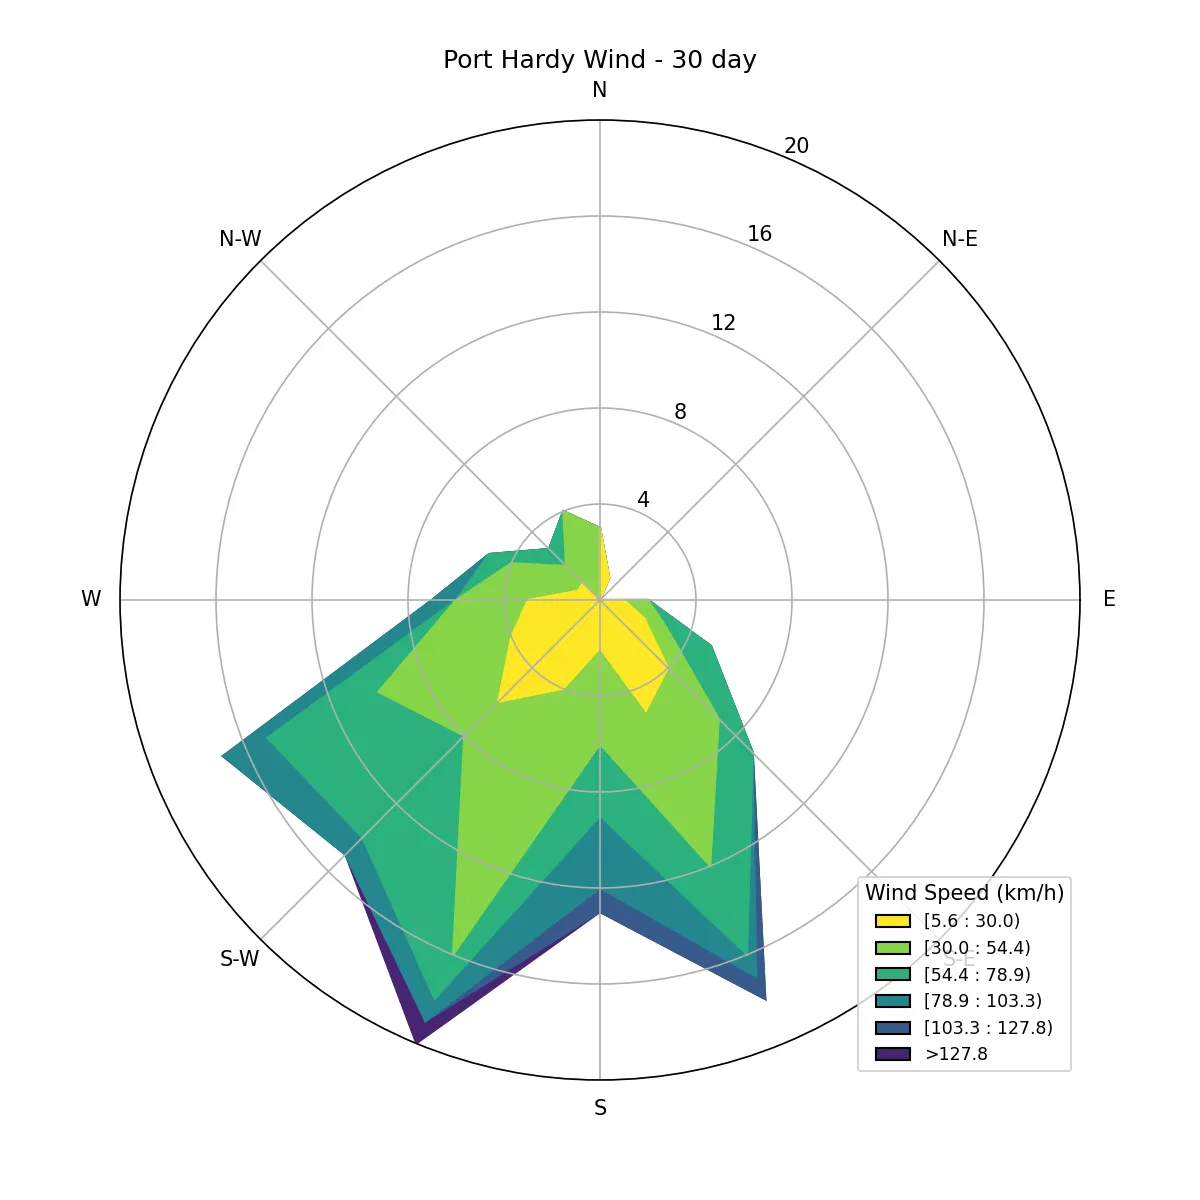 Port Hardy Wind - 30 day
N
20
N-W
N-E
16
12
8
4
W
E
S-W
S-E
Wind Speed (km/h)
[5.6 : 30.0)
[30.0 : 54.4)
[54.4 : 78.9)
[78.9 : 103.3)
[103.3 : 127.8)
>127.8
S